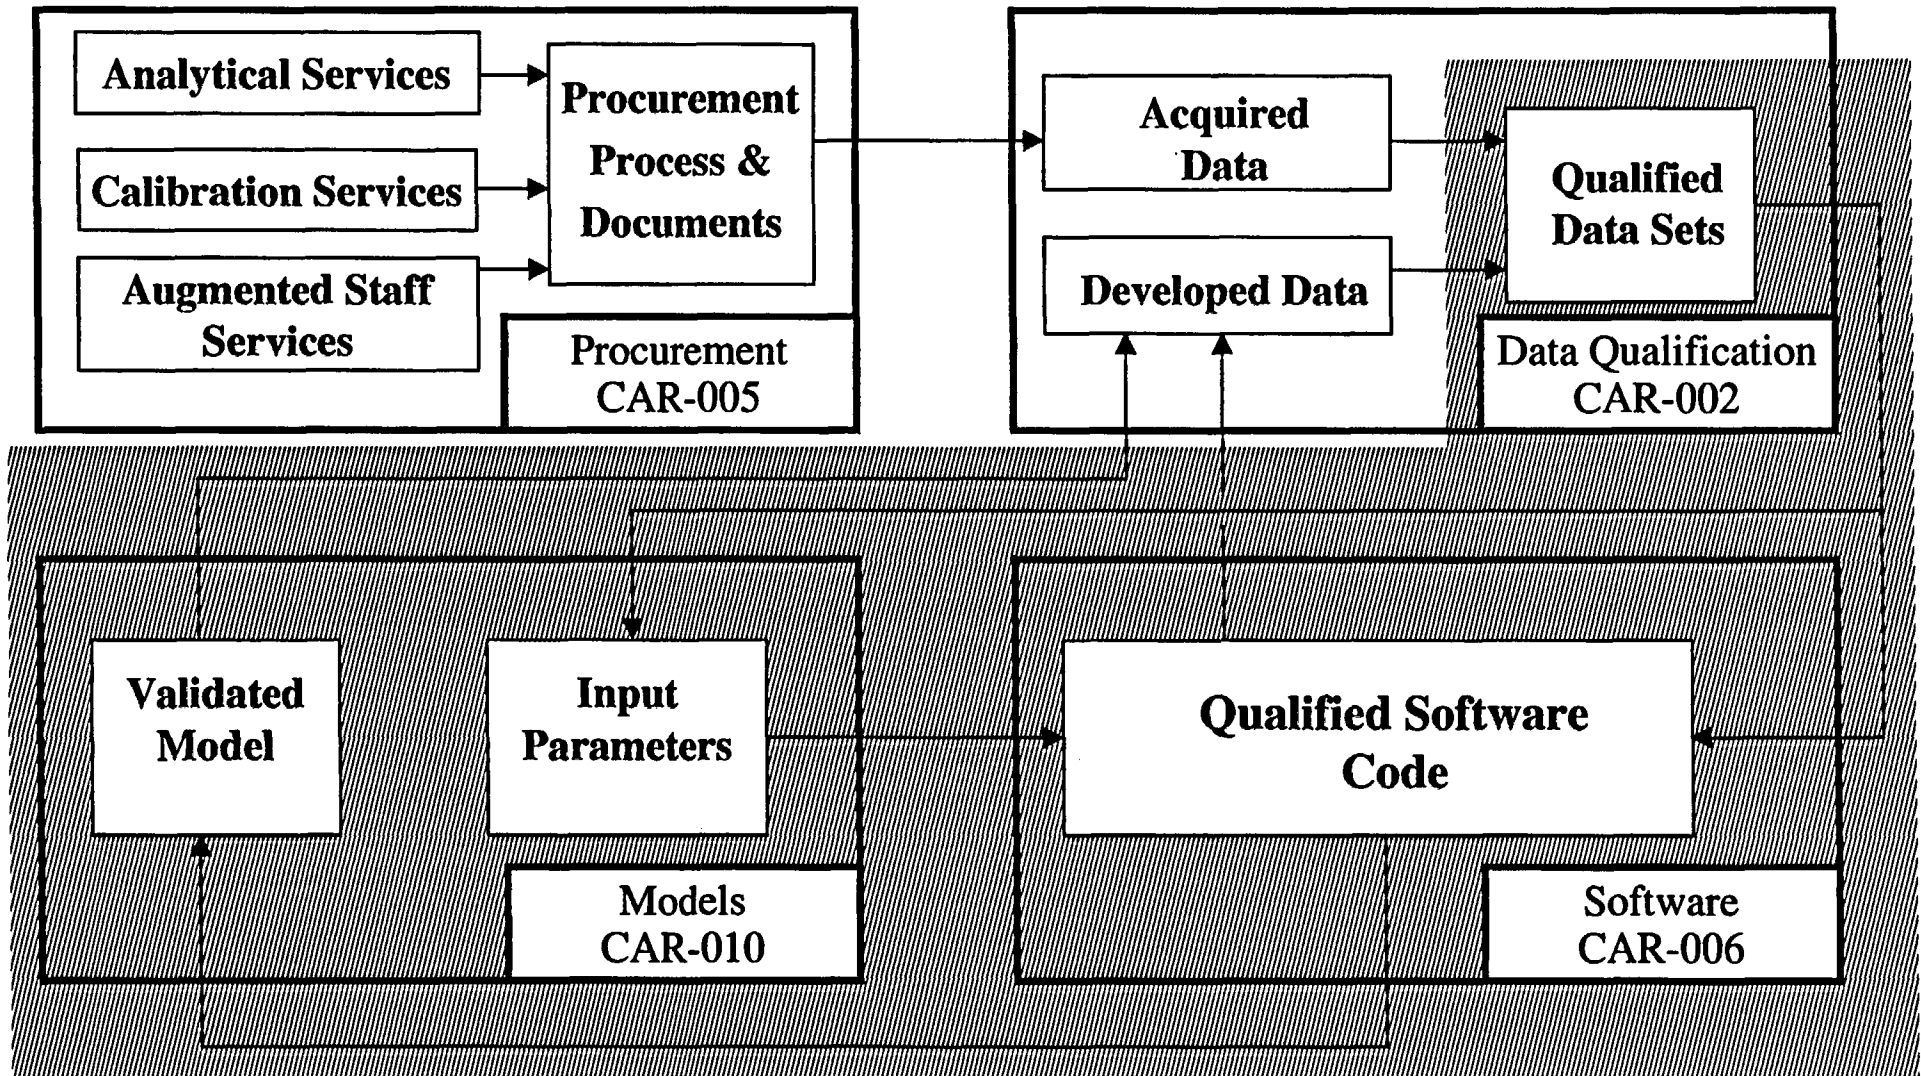 Analytical Services
Calibration Services
Augmented Staff
Services
Procurement
Process &
Documents
Procurement
CAR-005
Acquired
Data
Developed Data
Qualified
Data Sets
Data Qualification
CAR-002
Validated
Model
Input
Parameters
Models
CAR-010
Qualified Software
Code
Software
CAR-006